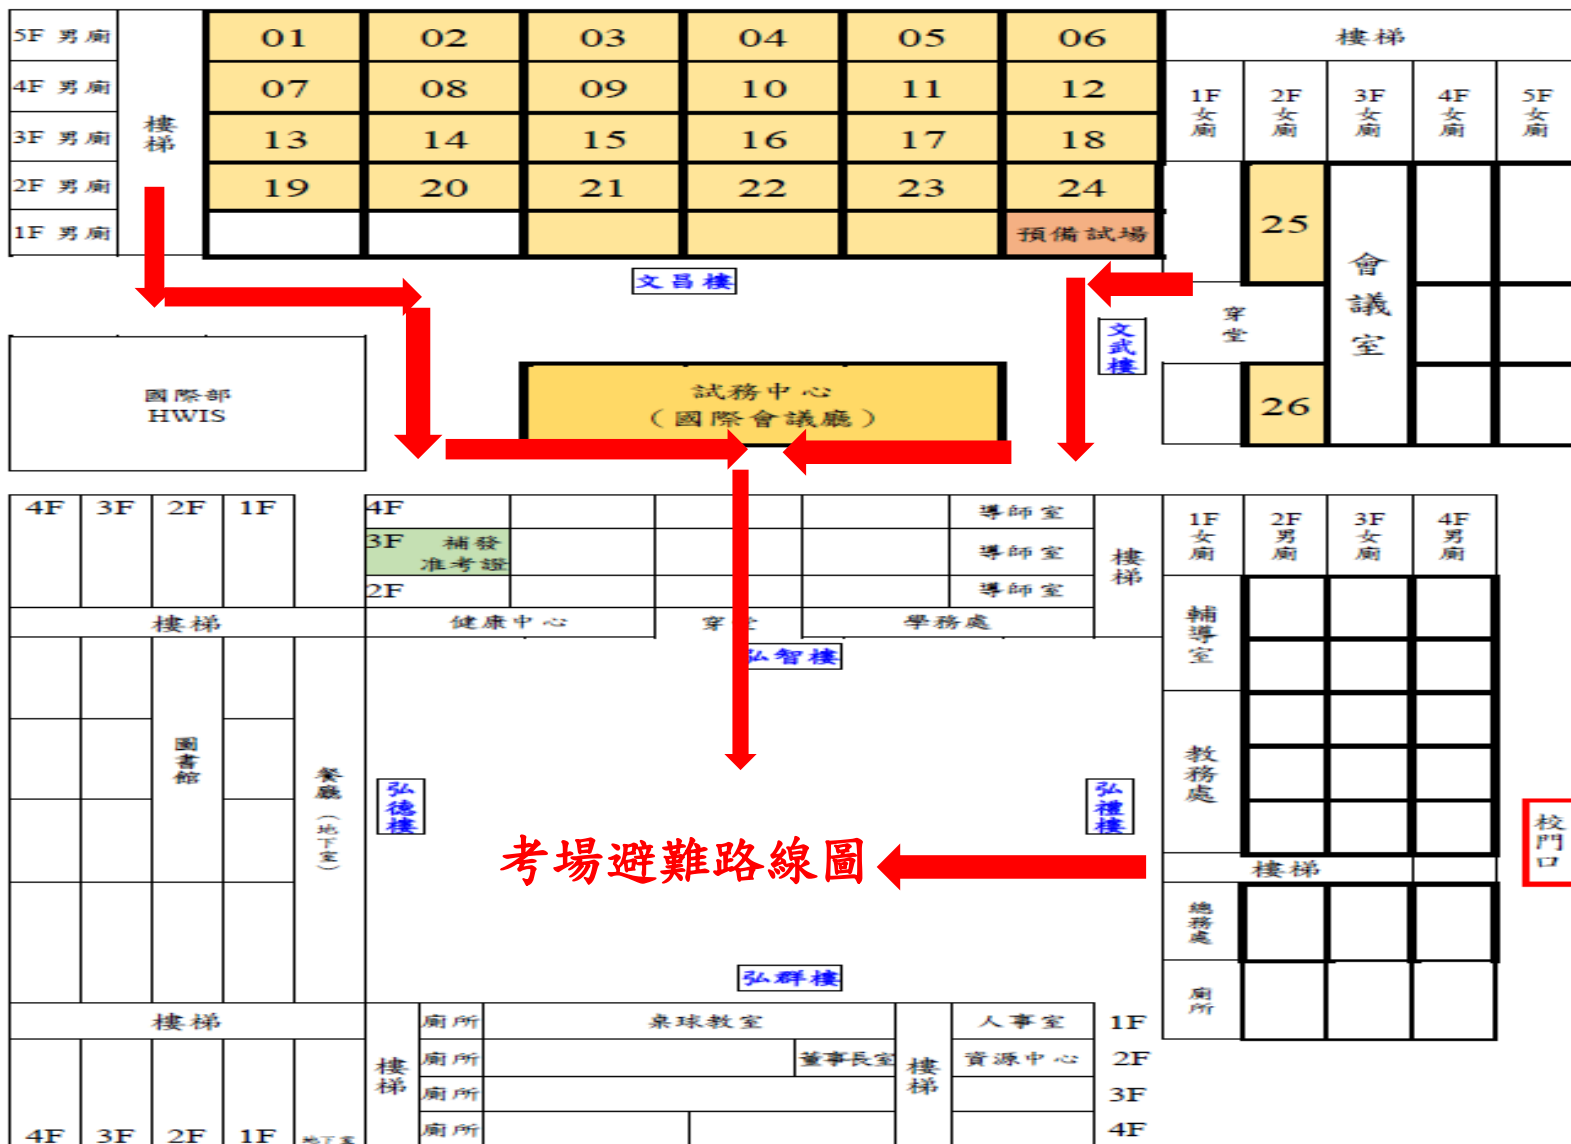 5F 男廁
01
02
03
04
05
06
樓梯
4F 男廁
07
08
09
10
11
12
3F 男廁
樓梯
13
14
15
16
17
18
1F 女廁
2F 女廁
3F 女廁
4F 女廁
5F 女廁
2F 男廁
19
20
21
22
23
24
1F 男廁
預備試場
25
會議室
文昌樓
穿堂
文武樓
國際部
HWIS
試務中心
（國際會議廳）
26
4F
3F
2F
1F
4F
導師室
3F 補發
准考證
導師室
2F
導師室
樓梯
1F 女廁
2F 男廁
3F 女廁
4F 男廁
樓梯
健康中心
穿堂
學務處
輔導室
弘智樓
圖書館
餐廳（地下室）
弘德樓
弘禮樓
教務處
校門口
考場避難路線圖
樓梯
總務處
弘群樓
廁所
樓梯
樓梯
廁所
桌球教室
樓梯
人事室
1F
廁所
董事長室
資源中心
2F
廁所
3F
4F
3F
2F
1F
地下室
廁所
4F